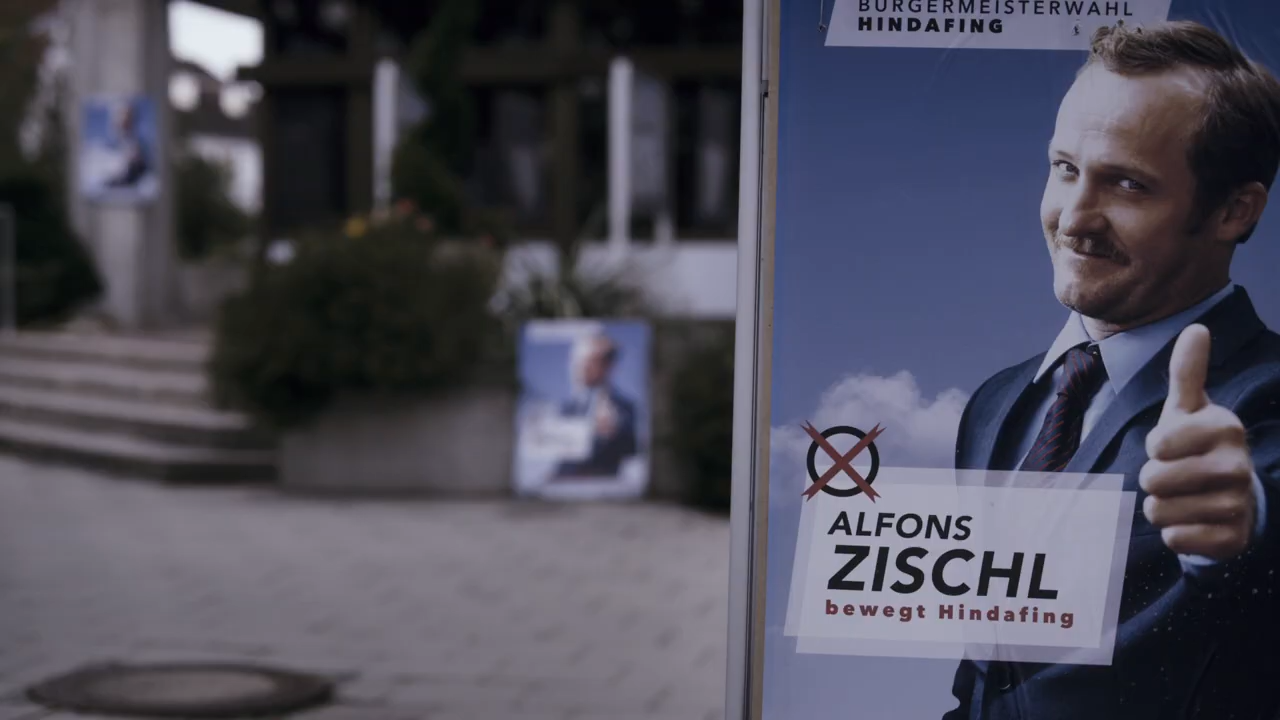 BÜRGERMEISTERWAHL
HINDAFING
ALFONS
ZISCHL
bewegt Hindafing